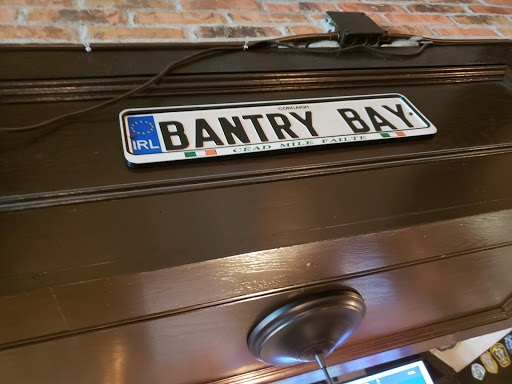 CORCAIGH
BANTRY BAY
IRL
CEAD MILE FAILTE